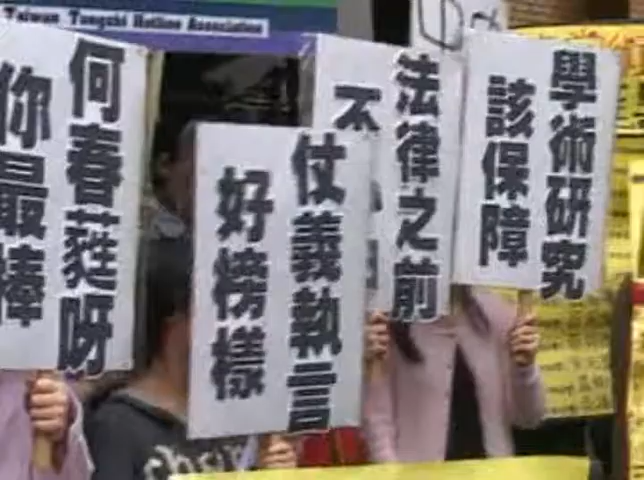 Taiwan Tongzhi Hotline Association
學術研究
該保障
法律之前
不
仗義執言
好榜樣
何春蕤呀
你最棒